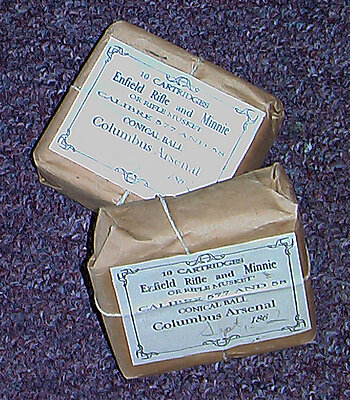 10 CARTRIDGES
Enfield Rifle and Minnie
OR RIFLE MUSKET
CALIBRE 577 AND 58
CONICAL BALL
Columbus Arsenal
186
10 CARTRIDGES
Enfield Rifle and Minnie
OR RIFLE MUSKET
CALIBRE 577 AND 58
CONICAL BALL
Columbus Arsenal
186